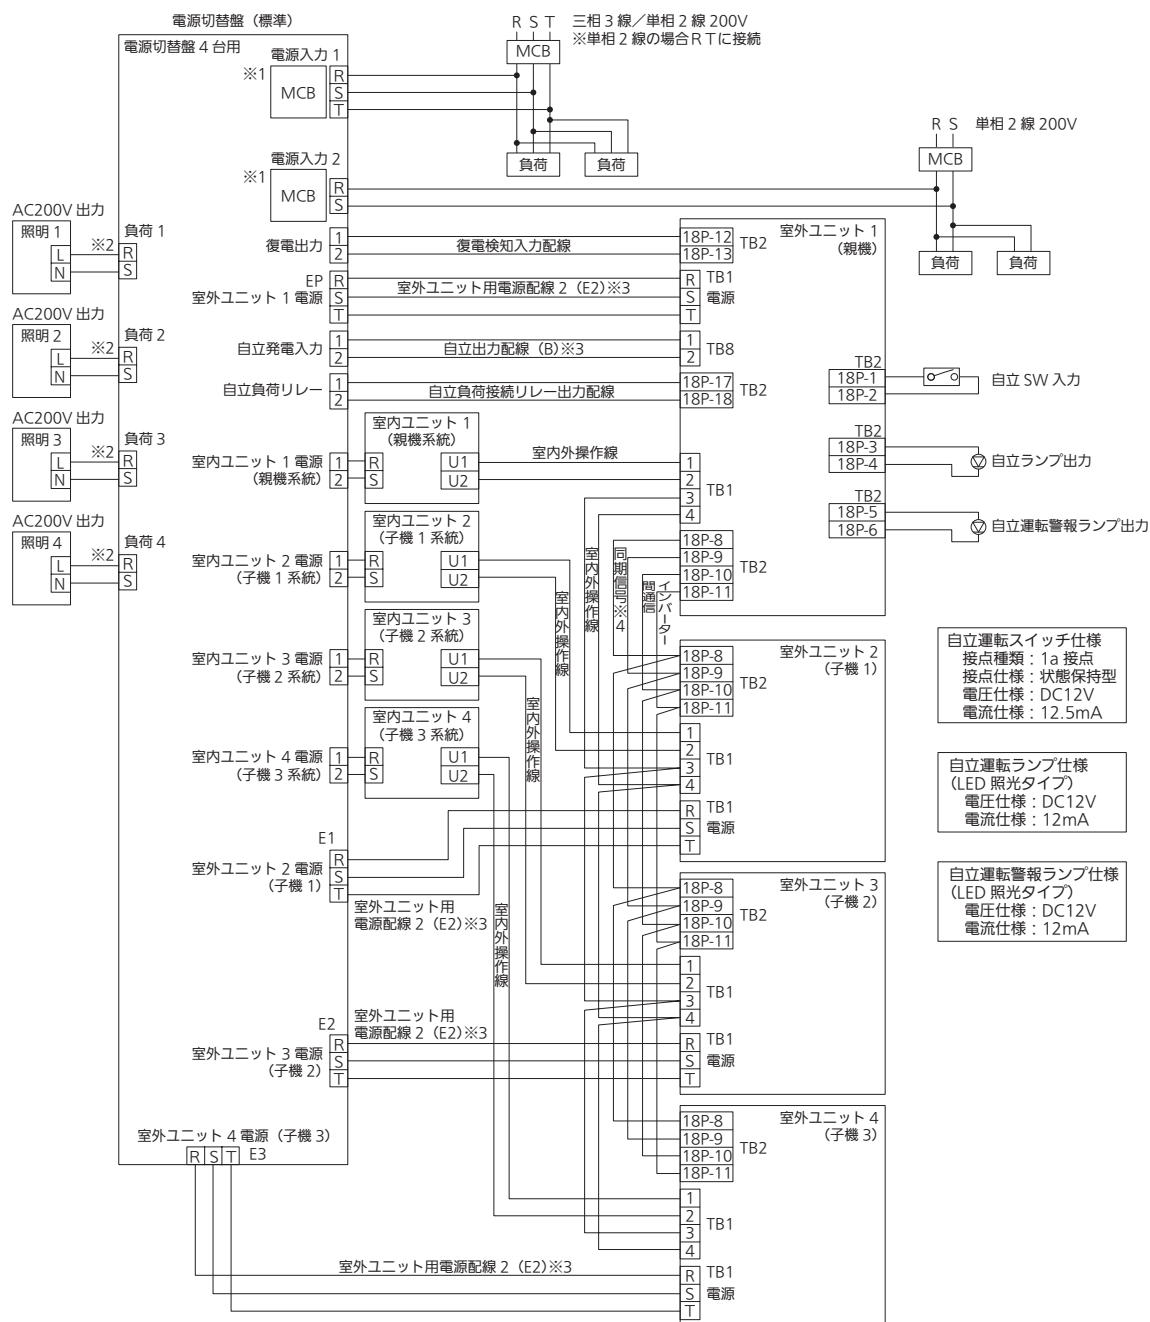 電源切替盤（標準）
電源切替盤 4 台用
電源入力 1
※1
MCB
R
S
T
R S T
三相 3 線／単相 2 線 200V
※単相 2 線の場合ＲＴに接続
MCB
負荷
負荷
電源入力 2
※1
MCB
R
S
R S
単相 2 線 200V
MCB
負荷
負荷
AC200V 出力
照明 1
L
N
※2
負荷 1
R
S
AC200V 出力
照明 2
L
N
※2
負荷 2
R
S
AC200V 出力
照明 3
L
N
※2
負荷 3
R
S
AC200V 出力
照明 4
L
N
※2
負荷 4
R
S
復電出力
1
2
復電検知入力配線
EP
室外ユニット 1 電源
R
S
T
室外ユニット用電源配線 2（E2）※3
自立発電入力
1
2
自立出力配線（B）※3
自立負荷リレー
1
2
自立負荷接続リレー出力配線
室内ユニット 1 電源
（親機系統）
1
2
室内ユニット 1
（親機系統）
R
S
U1
U2
室内外操作線
室内ユニット 2 電源
（子機 1 系統）
1
2
室内ユニット 2
（子機 1 系統）
R
S
U1
U2
室内ユニット 3 電源
（子機 2 系統）
1
2
室内ユニット 3
（子機 2 系統）
R
S
U1
U2
室内ユニット 4 電源
（子機 3 系統）
1
2
室内ユニット 4
（子機 3 系統）
R
S
U1
U2
室内外操作線
室内外操作線
室内外操作線
室内外操作線
同期信号※4
インバーター
間通信
E1
室外ユニット 2 電源
（子機 1）
R
S
T
室外ユニット用
電源配線 2（E2）※3
E2
室外ユニット 3 電源
（子機 2）
R
S
T
室外ユニット用
電源配線 2（E2）※3
室外ユニット 4 電源（子機 3）
R
S
T
E3
室外ユニット用電源配線 2（E2）※3
室外ユニット 1
（親機）
18P-12
18P-13
TB2
R
S
T
TB1
電源
1
2
TB8
18P-17
18P-18
TB2
1
2
3
4
TB1
18P-8
18P-9
18P-10
18P-11
TB2
TB2
18P-1
18P-2
自立 SW 入力
TB2
18P-3
18P-4
自立ランプ出力
TB2
18P-5
18P-6
自立運転警報ランプ出力
室外ユニット 2
（子機 1）
18P-8
18P-9
18P-10
18P-11
TB2
1
2
3
4
TB1
R
S
T
TB1
電源
室外ユニット 3
（子機 2）
18P-8
18P-9
18P-10
18P-11
TB2
1
2
3
4
TB1
R
S
T
TB1
電源
室外ユニット 4
（子機 3）
18P-8
18P-9
18P-10
18P-11
TB2
1
2
3
4
TB1
R
S
T
TB1
電源
自立運転スイッチ仕様
接点種類：1a 接点
接点仕様：状態保持型
電圧仕様：DC12V
電流仕様：12.5mA
自立運転ランプ仕様
（LED 照光タイプ）
電圧仕様：DC12V
電流仕様：12mA
自立運転警報ランプ仕様
（LED 照光タイプ）
電圧仕様：DC12V
電流仕様：12mA